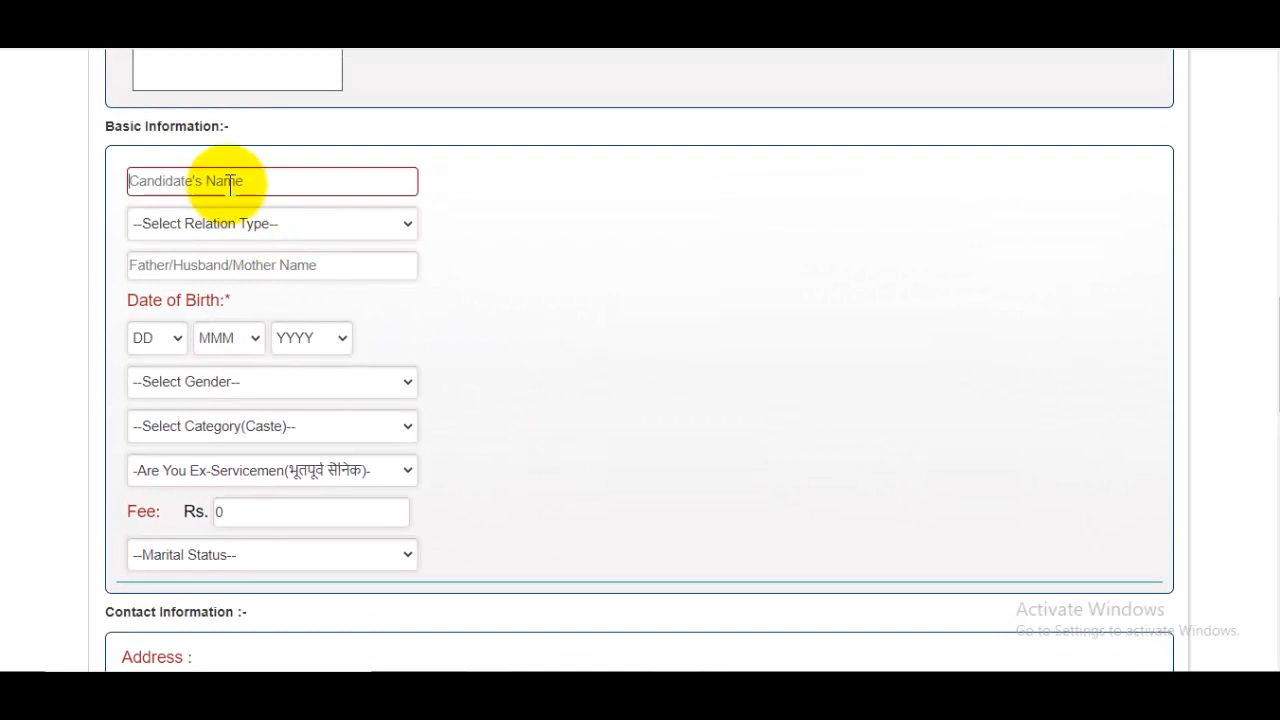 Basic Information:-
Candidate's Name
--Select Relation Type--
Father/Husband/Mother Name
Date of Birth:*
DD MMM YYYY
--Select Gender--
--Select Category(Caste)--
-Are You Ex-Servicemen(भूतपूर्व सैनिक)-
Fee: Rs. 0
--Marital Status--
Contact Information :-
Activate Windows
Go to Settings to activate Windows.
Address :